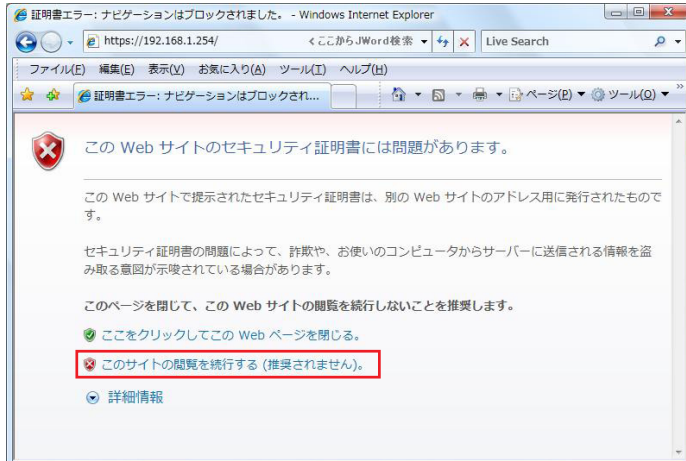 証明書エラー: ナビゲーションはブロックされました。 - Windows Internet Explorer
https://192.168.1.254/ <ここからJWord検索 Live Search
ファイル(F) 編集(E) 表示(V) お気に入り(A) ツール(T) ヘルプ(H)
証明書エラー: ナビゲーションはブロックされ... ページ(P) ツール(O) »
この Web サイトのセキュリティ証明書には問題があります。
この Web サイトで提示されたセキュリティ証明書は、別の Web サイトのアドレス用に発行されたもので
す。
セキュリティ証明書の問題によって、詐欺や、お使いのコンピュータからサーバーに送信される情報を盗
み取る意図が示唆されている場合があります。
このページを閉じて、この Web サイトの閲覧を続行しないことを推奨します。
ここをクリックしてこの Web ページを閉じる。
このサイトの閲覧を続行する (推奨されません)。
詳細情報